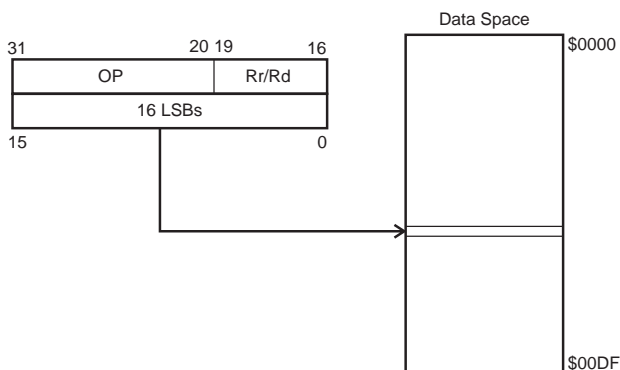 Data Space
31 20 19 16
$0000
OP Rr/Rd
16 LSBs
15 0
$00DF